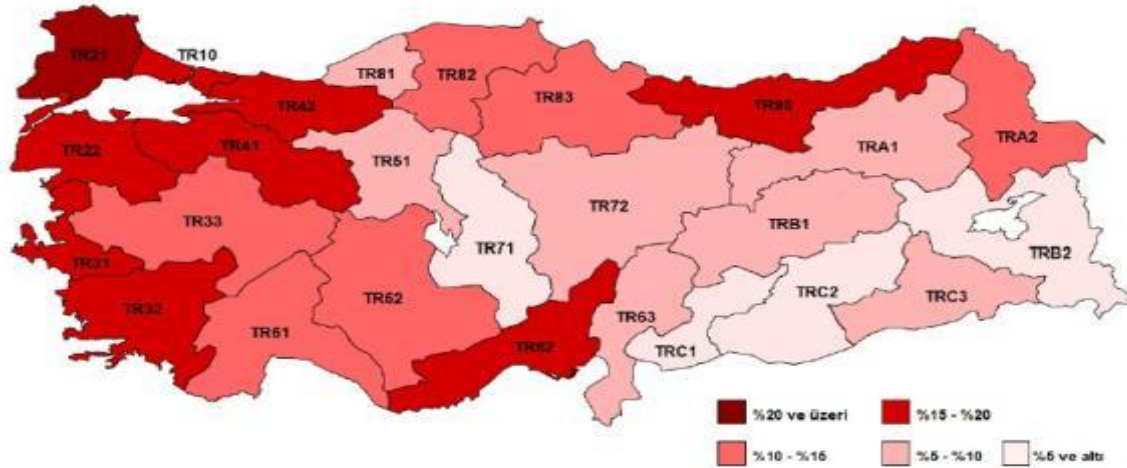 TR21
TR10
TR81
TR82
TR42
TR83
TR90
TR22
TR41
TR51
TRA1
TRA2
TR33
TR72
TRB1
TR71
TRB2
TR31
TRC2
TR32
TR52
TRC3
TR61
TR63
TR62
TRC1
%20 ve üzeri %15 - %20
%10 - %15 %5 - %10 %5 ve altı